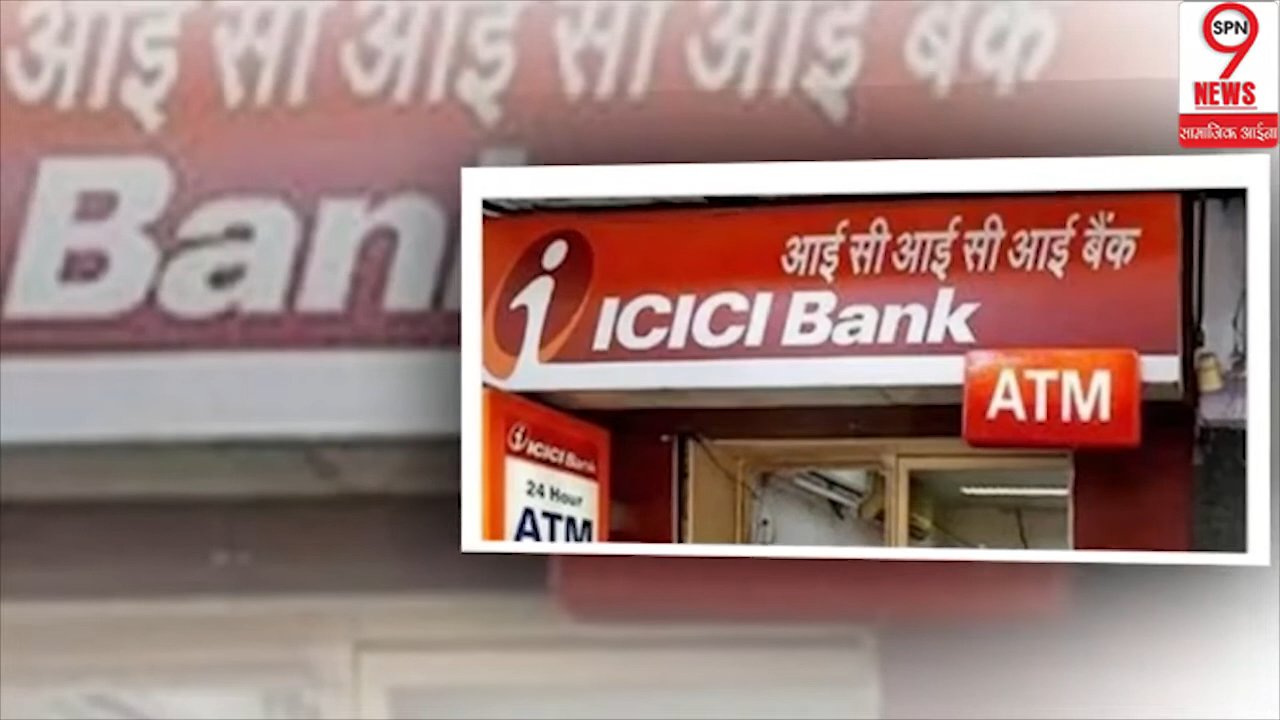 आई सी आई सी आई बैंक
Ban
SPN
9
NEWS
सामाजिक आईना
आई सी आई सी आई बैंक
i ICICI Bank
ATM
i ICICI Bank
24 Hour
ATM